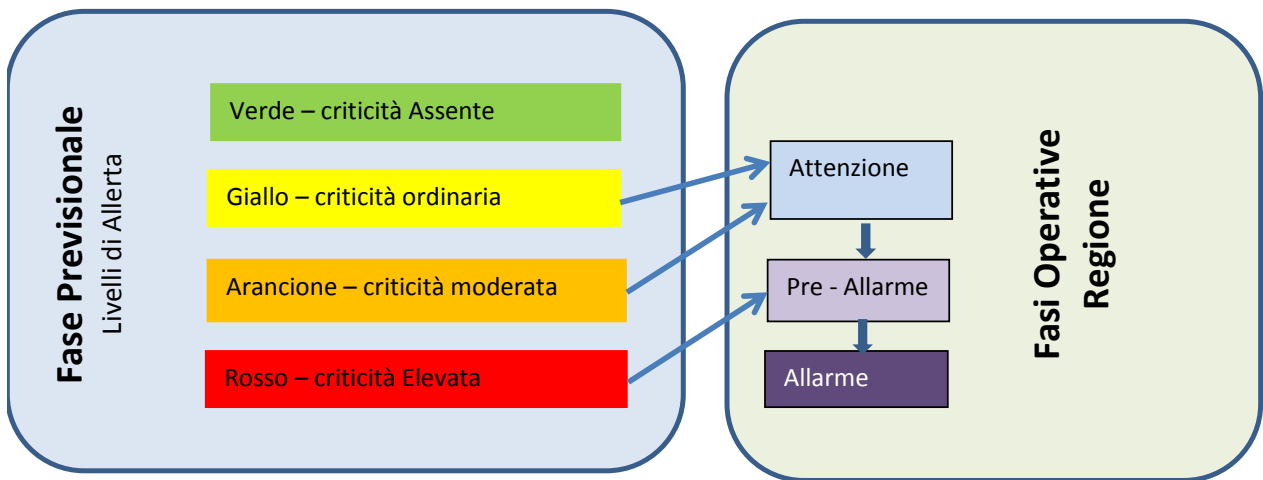 Fase Previsionale
Livelli di Allerta
Verde – criticità Assente
Giallo – criticità ordinaria
Arancione – criticità moderata
Rosso – criticità Elevata
Attenzione
Pre - Allarme
Allarme
Fasi Operative
Regione